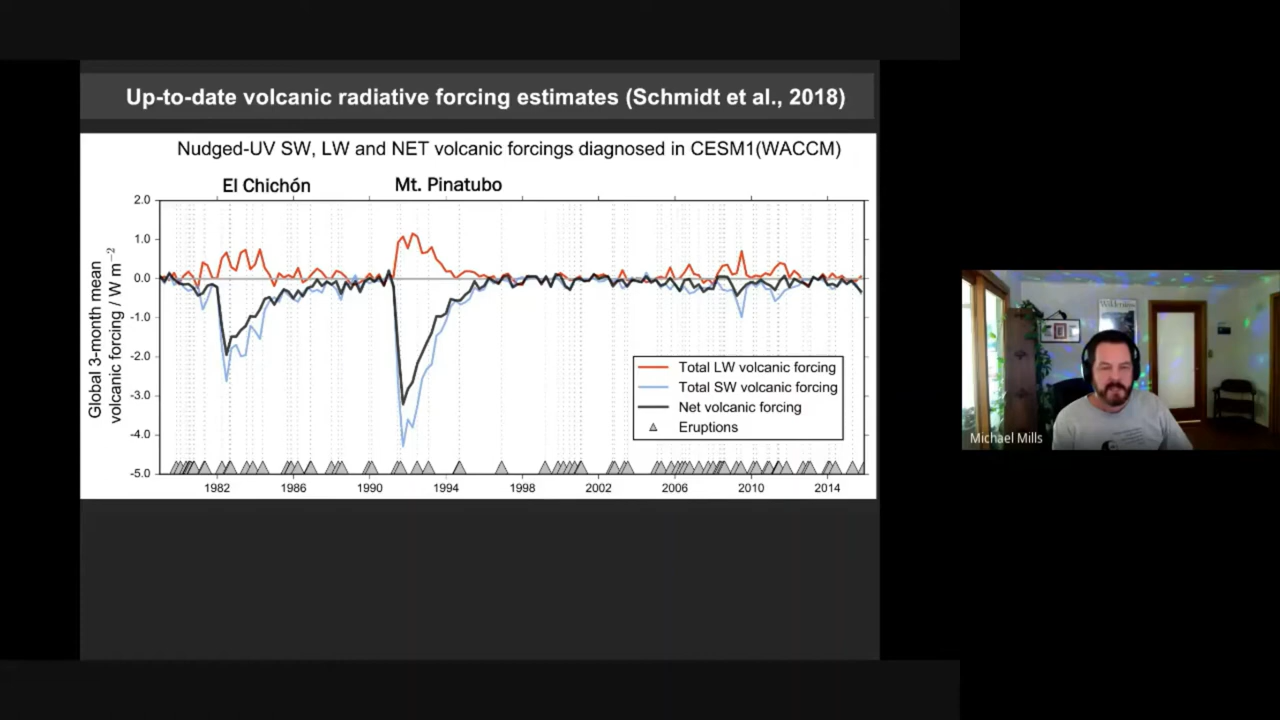 Up-to-date volcanic radiative forcing estimates (Schmidt et al., 2018)
Nudged-UV SW, LW and NET volcanic forcings diagnosed in CESM1(WACCM)
El Chichón
Mt. Pinatubo
Global 3-month mean
volcanic forcing / W m⁻²
2.0
1.0
0.0
-1.0
-2.0
-3.0
-4.0
-5.0
Total LW volcanic forcing
Total SW volcanic forcing
Net volcanic forcing
Eruptions
1982 1986 1990 1994 1998 2002 2006 2010 2014
Wilderness
Michael Mills